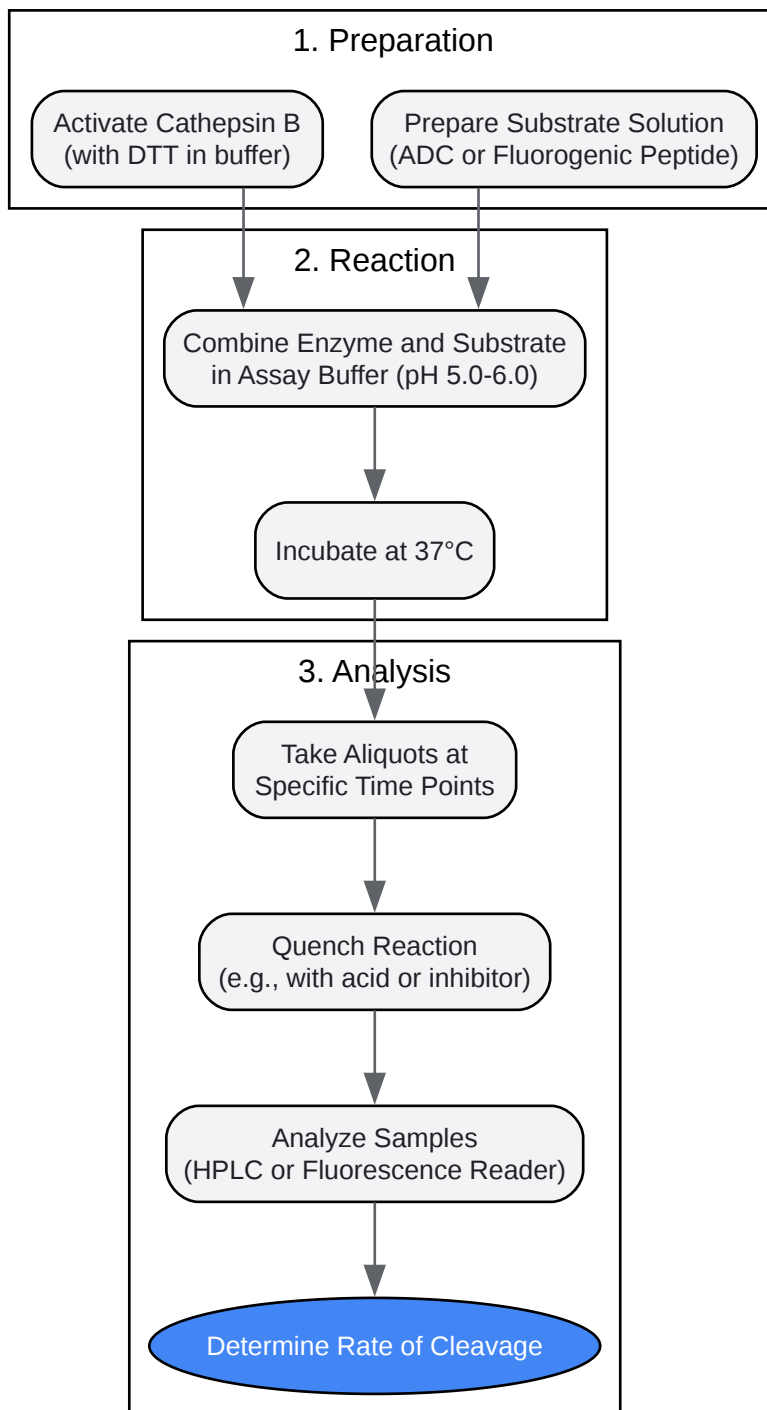 1. Preparation
Activate Cathepsin B
(with DTT in buffer)
Prepare Substrate Solution
(ADC or Fluorogenic Peptide)
2. Reaction
Combine Enzyme and Substrate
in Assay Buffer (pH 5.0-6.0)
Incubate at 37°C
3. Analysis
Take Aliquots at
Specific Time Points
Quench Reaction
(e.g., with acid or inhibitor)
Analyze Samples
(HPLC or Fluorescence Reader)
Determine Rate of Cleavage